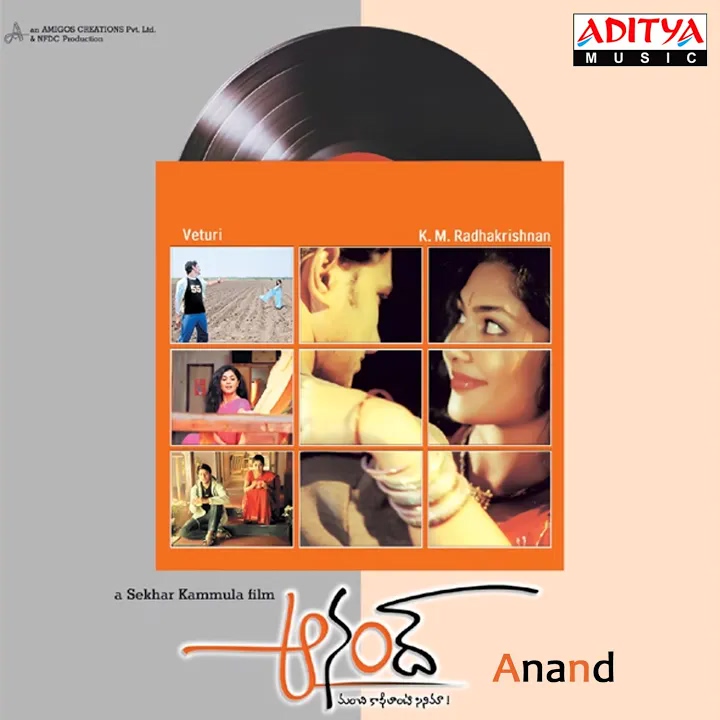 an AMIGOS CREATIONS Pvt. Ltd.
& NFDC Production
ADITYA
MUSIC
Veturi
K. M. Radhakrishnan
55
a Sekhar Kammula film
ఆనంద్
మంచి కాఫీలాంటి సినిమా !
Anand